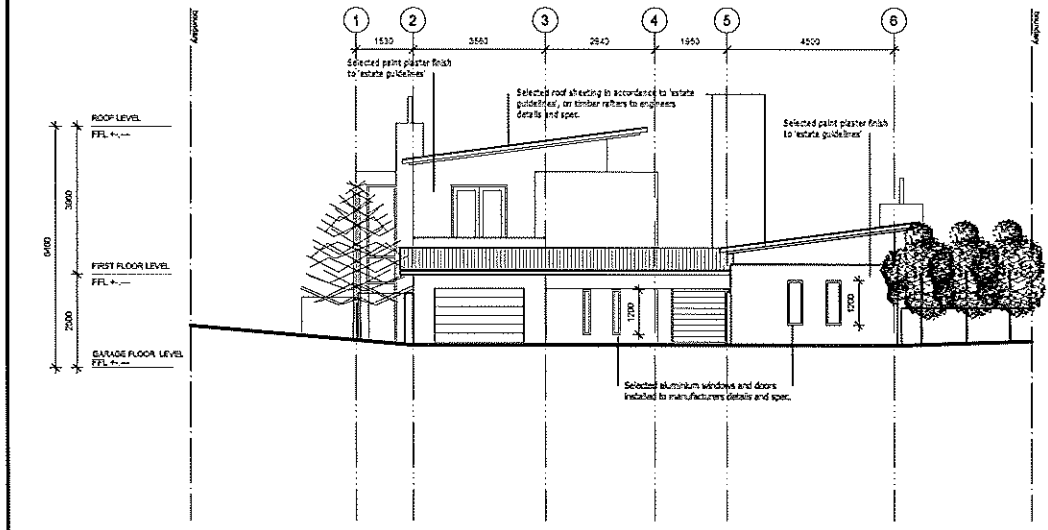 boundary
1
2
3
4
5
6
boundary
1530
3560
2940
1950
4500
Selected paint plaster finish
to 'estate guidelines'
Selected roof sheeting in accordance to 'estate
guidelines', on timber rafters to engineers
details and spec.
Selected paint plaster finish
to 'estate guidelines'
ROOF LEVEL
FFL +-.---
FIRST FLOOR LEVEL
FFL +-.---
GARAGE FLOOR LEVEL
FFL +-.---
2500
1200
1200
Selected aluminium windows and doors
installed to manufacturers details and spec.